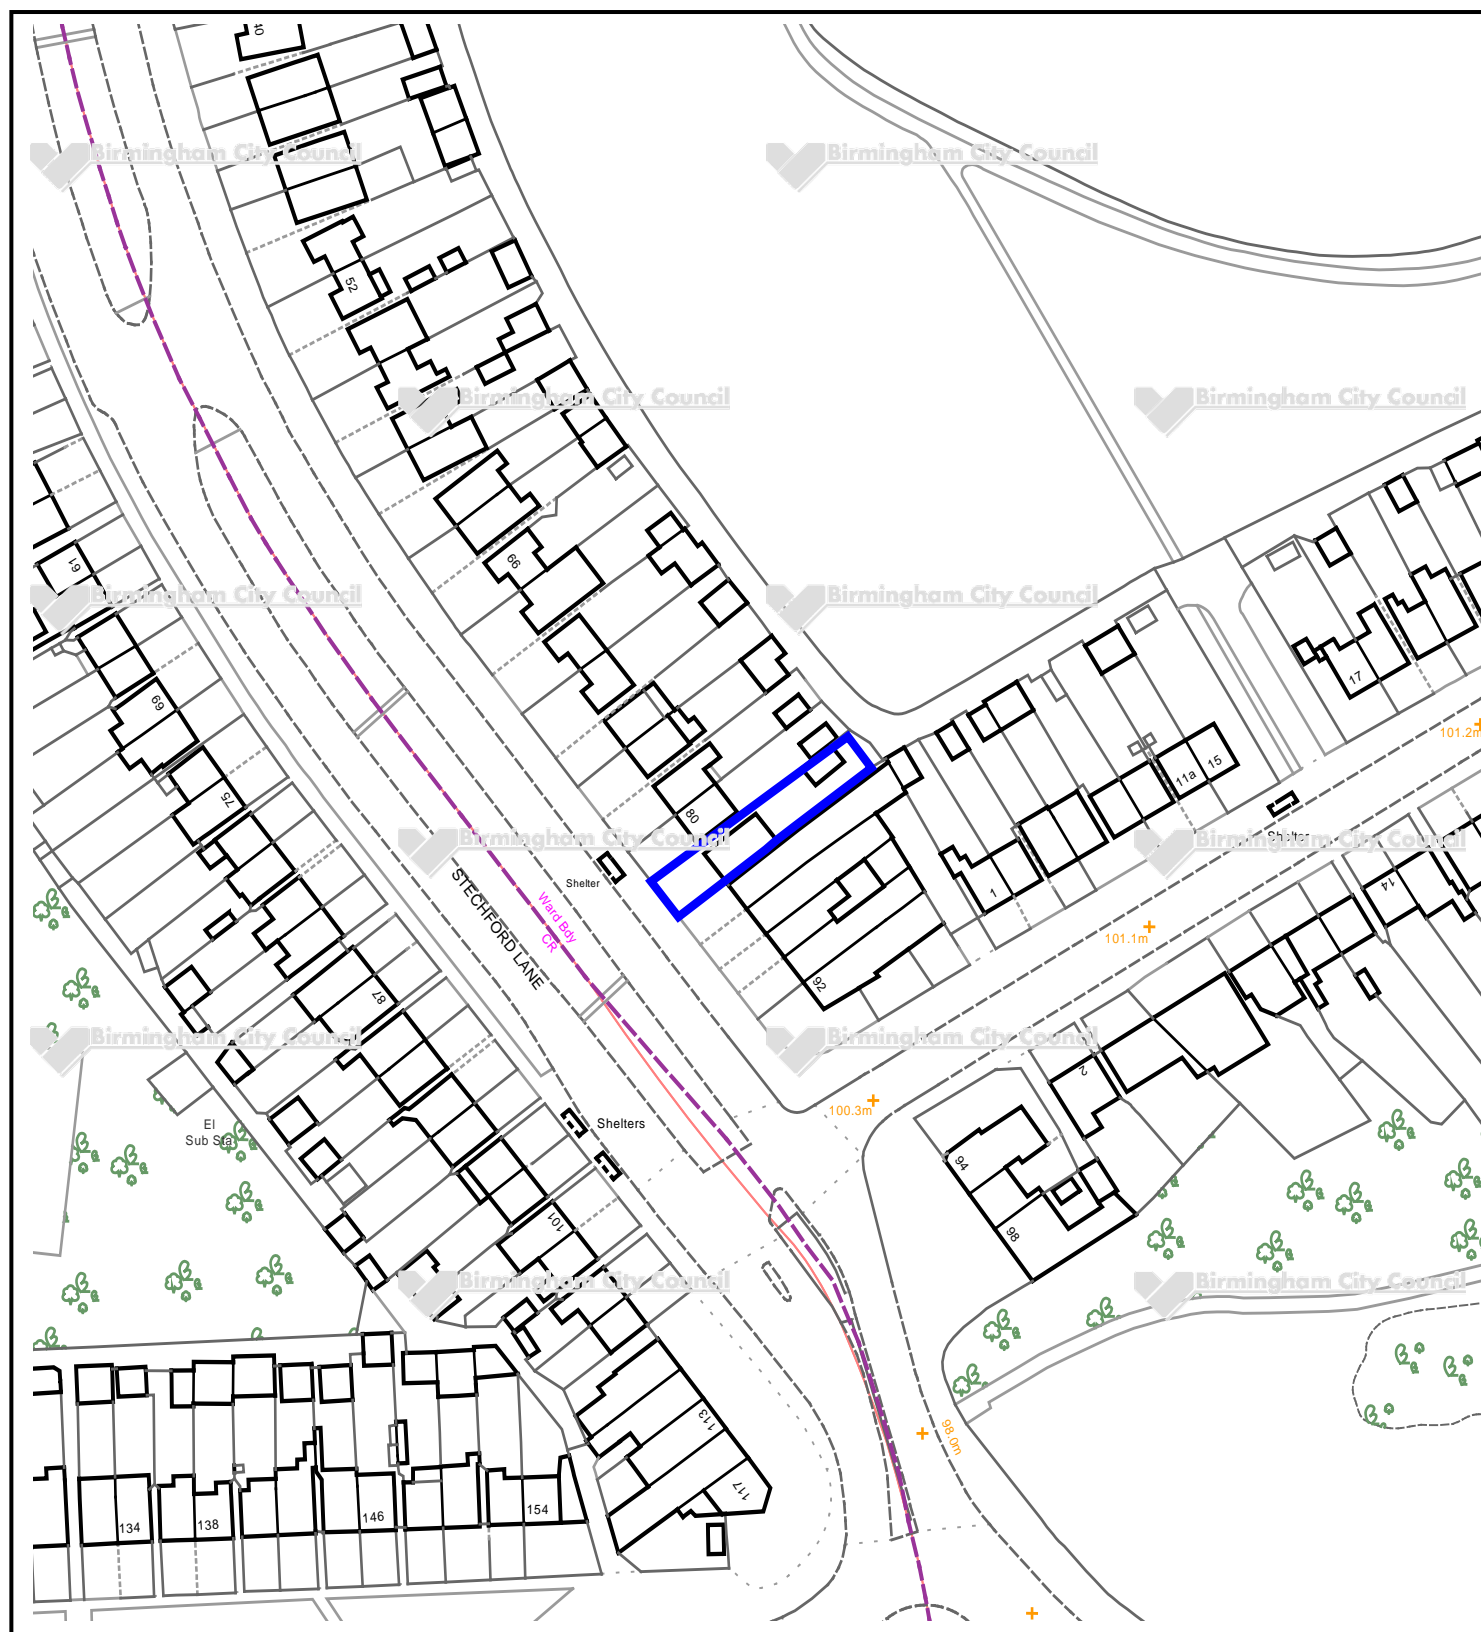 40
Birmingham City Council
Birmingham City Council
52
Birmingham City Council
Birmingham City Council
66
61
Birmingham City Council
Birmingham City Council
17
69
101.2m
75
11a
15
80
Shelter
Birmingham City Council
Birmingham City Council
Shelter
1
14
STECHFORD LANE
Ward Bdy
CR
101.1m
87
92
Birmingham City Council
Birmingham City Council
2
100.3m
El
Sub Sta
Shelters
94
101
98
Birmingham City Council
Birmingham City Council
113
98.0m
117
134
138
146
154